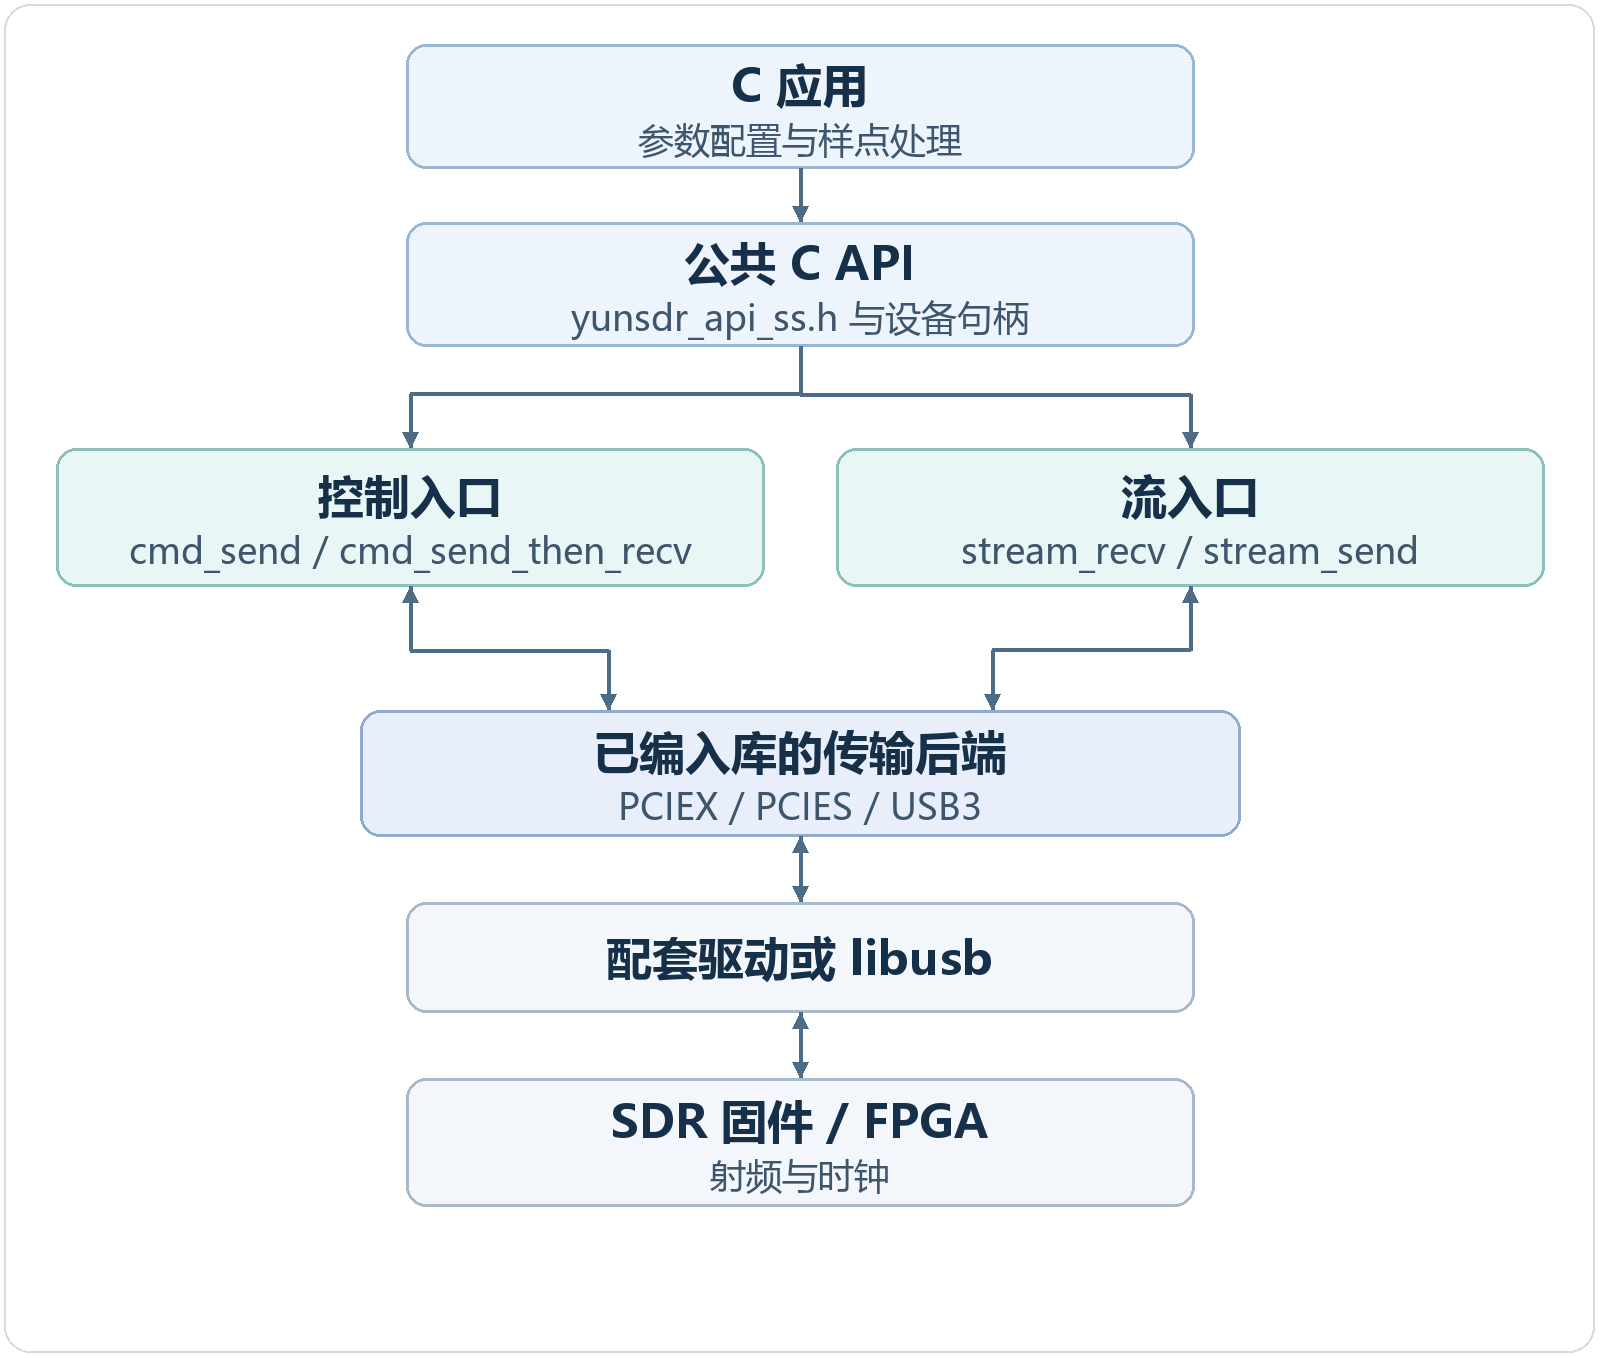 C 应用
参数配置与样点处理
公共 C API
yunsdr_api_ss.h 与设备句柄
控制入口
cmd_send / cmd_send_then_recv
流入口
stream_recv / stream_send
已编入库的传输后端
PCIEX / PCIES / USB3
配套驱动或 libusb
SDR 固件 / FPGA
射频与时钟